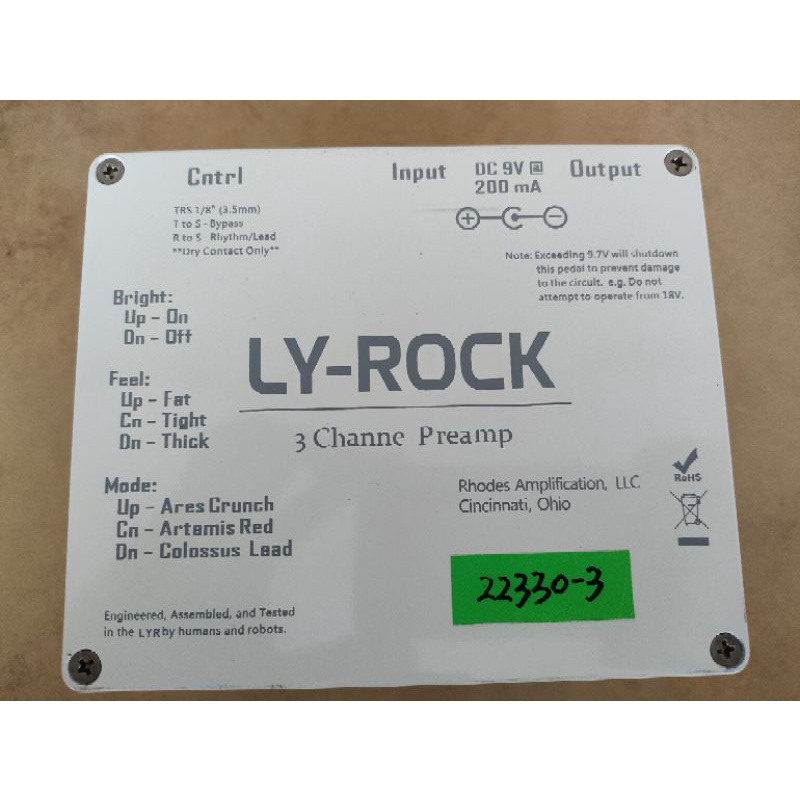 Cntrl
Input
DC 9V
200 mA
Output
TRS 1/8" (3.5mm)
T to S - Bypass
R to S - Rhythm/Lead
**Dry Contact Only**
Note: Exceeding 9.7V will shutdown
this pedal to prevent damage
to the circuit. e.g. Do not
attempt to operate from 18V.
Bright:
Up - On
Dn - Off
Feel:
Up - Fat
Cn - Tight
Dn - Thick
LY-ROCK
3 Channe Preamp
Mode:
Up - Ares Crunch
Cn - Artemis Red
Dn - Colossus Lead
Rhodes Amplification, LLC
Cincinnati, Ohio
RoHS
22330-3
Engineered, Assembled, and Tested
in the LYR by humans and robots.